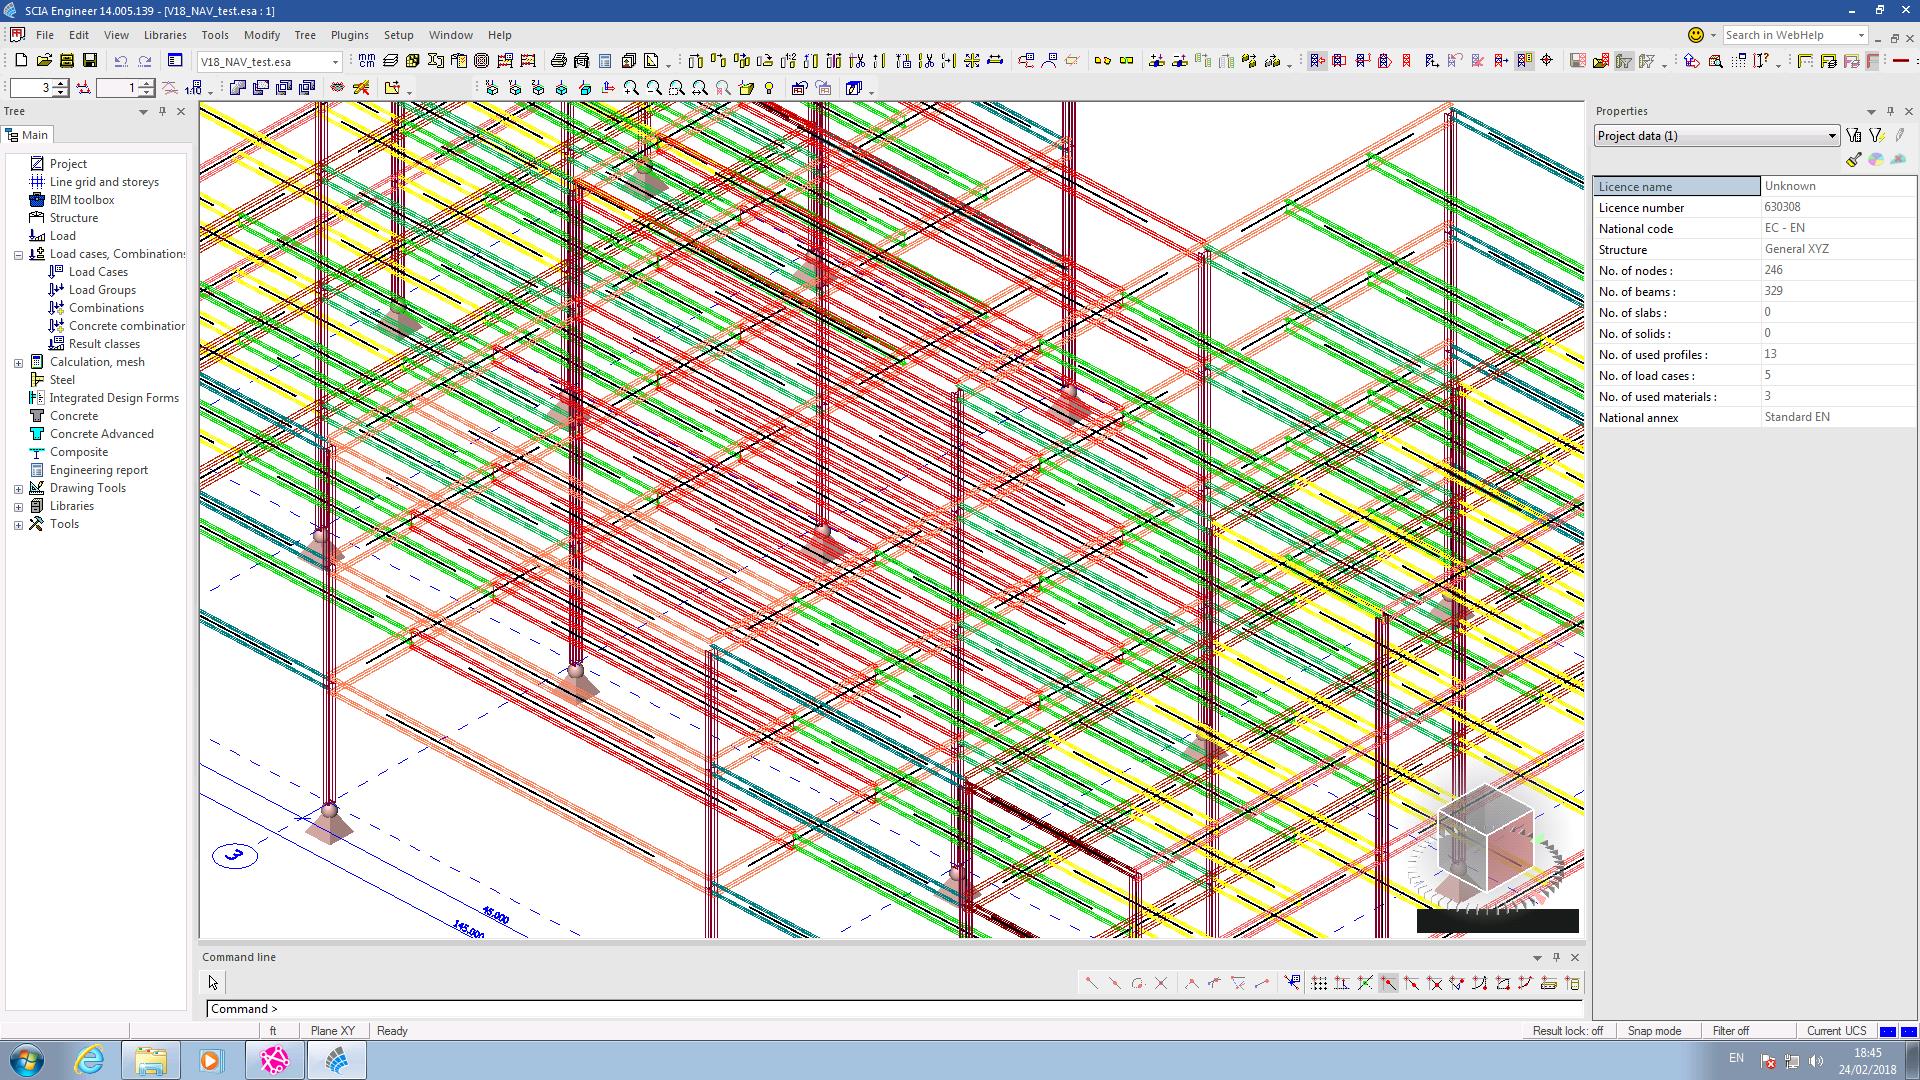 SCIA Engineer 14.005.139 - [V18_NAV_test.esa : 1]
File Edit View Libraries Tools Modify Tree Plugins Setup Window Help
Search in WebHelp
V18_NAV_test.esa
3 1
Tree
Main
Project
Line grid and storeys
BIM toolbox
Structure
Load
Load cases, Combinations
Load Cases
Load Groups
Combinations
Concrete combination
Result classes
Calculation, mesh
Steel
Integrated Design Forms
Concrete
Concrete Advanced
Composite
Engineering report
Drawing Tools
Libraries
Tools
3
45.000
145.000
Properties
Project data (1)
Licence name Unknown
Licence number 630308
National code EC - EN
Structure General XYZ
No. of nodes : 246
No. of beams : 329
No. of slabs : 0
No. of solids : 0
No. of used profiles : 13
No. of load cases : 5
No. of used materials : 3
National annex Standard EN
Command line
Command >
ft Plane XY Ready Result lock: off Snap mode Filter off Current UCS
EN
18:45
24/02/2018